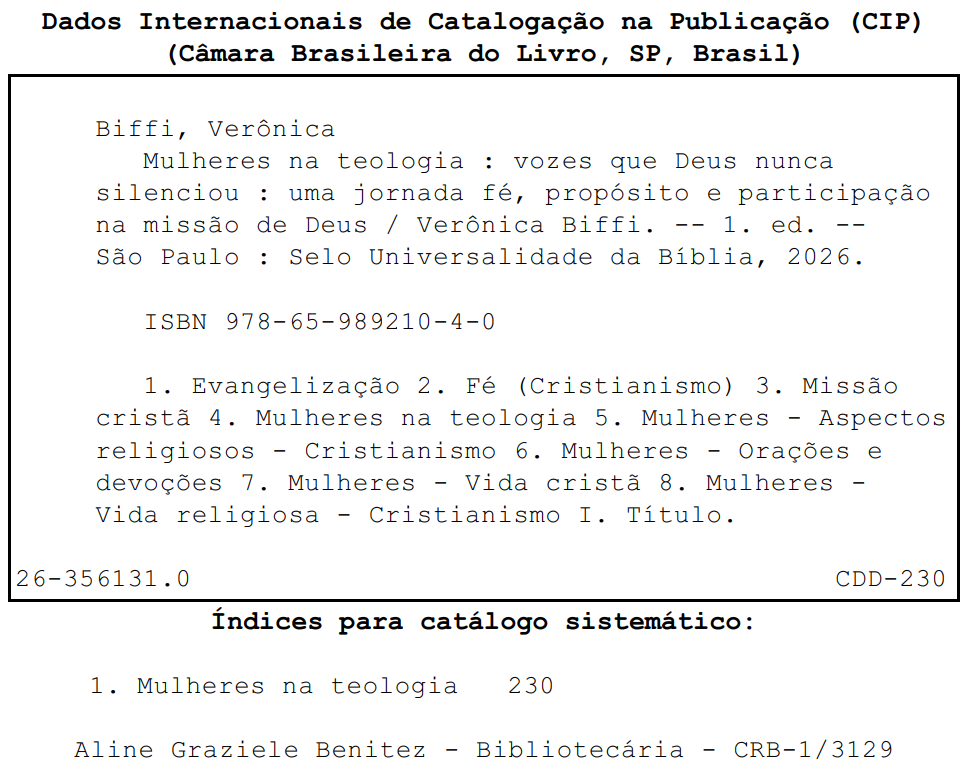 Dados Internacionais de Catalogação na Publicação (CIP)
(Câmara Brasileira do Livro, SP, Brasil)
Biffi, Verônica
Mulheres na teologia : vozes que Deus nunca
silenciou : uma jornada fé, propósito e participação
na missão de Deus / Verônica Biffi. -- 1. ed. --
São Paulo : Selo Universalidade da Bíblia, 2026.
ISBN 978-65-989210-4-0
1. Evangelização 2. Fé (Cristianismo) 3. Missão
cristã 4. Mulheres na teologia 5. Mulheres - Aspectos
religiosos - Cristianismo 6. Mulheres - Orações e
devoções 7. Mulheres - Vida cristã 8. Mulheres -
Vida religiosa - Cristianismo I. Título.
26-356131.0 CDD-230
Índices para catálogo sistemático:
1. Mulheres na teologia 230
Aline Graziele Benitez - Bibliotecária - CRB-1/3129